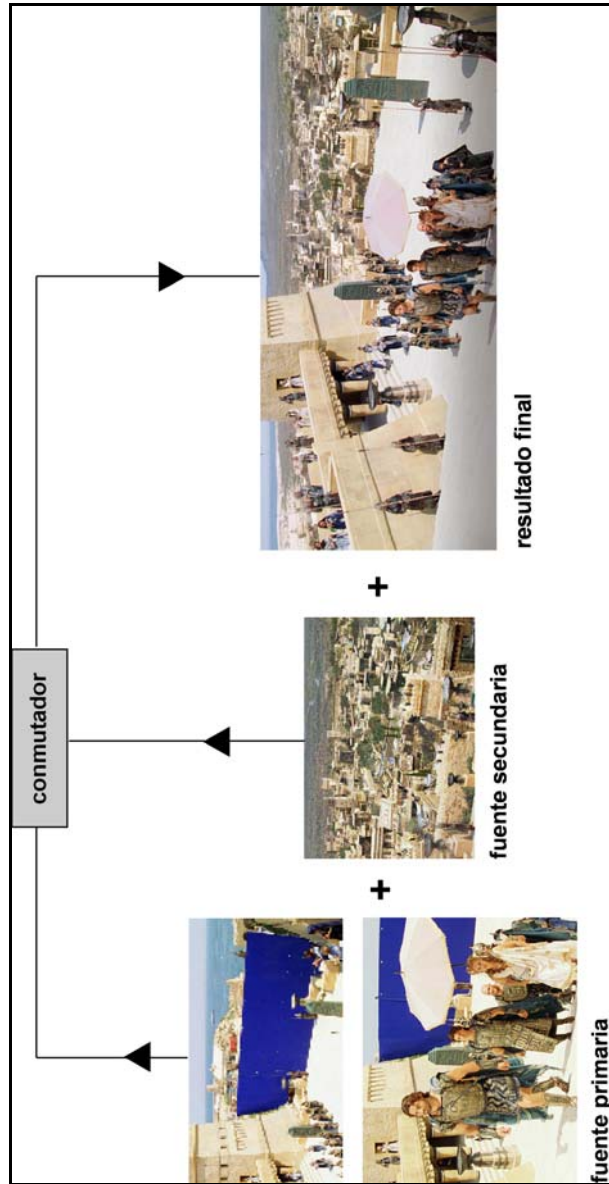 conmutador
fuente primaria
+
fuente secundaria
+
resultado final